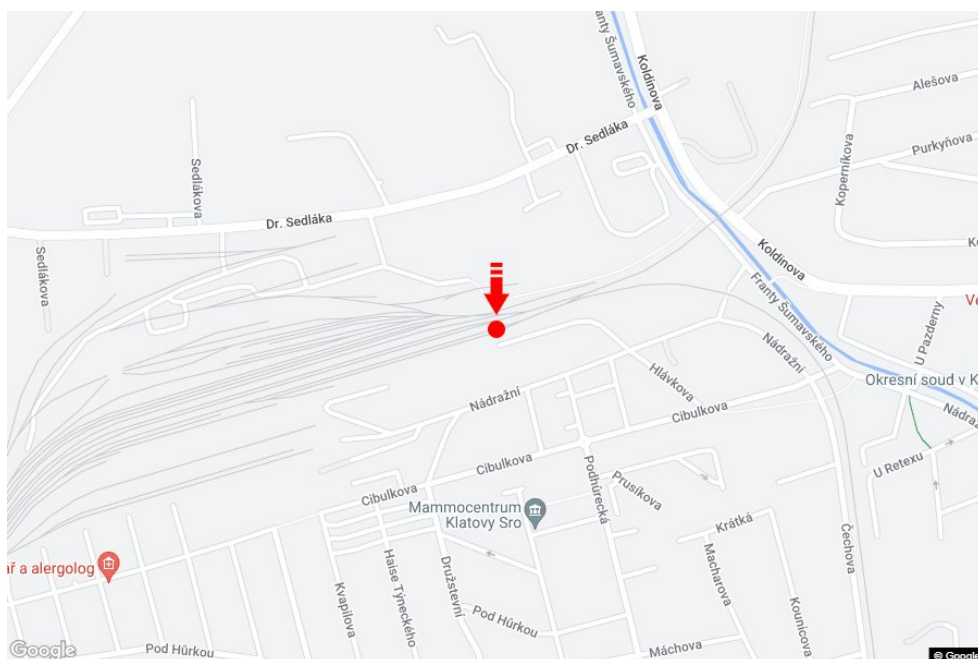 Franty Šumavského
Koldinova
Alešova
Dr. Sedláka
Purkyňova
Koperníkova
Sedlákova
Dr. Sedláka
Sedlákova
Koldinova
Franty Šumavského
U Pazderny
Hlávkova
Nádražní
Okresní soud v K
Nádražní
Cibulkova
U Retexu
Cibulkova
Podhůrecká
Prusíkova
Cibulkova
Mammocentrum
Klatovy Sro
Krátká
Čechova
ař a alergolog
Haise Týneckého
Družstevní
Macharova
Kvapilova
Pod Hůrkou
Kounicova
Pod Hůrkou
Máchova
Google